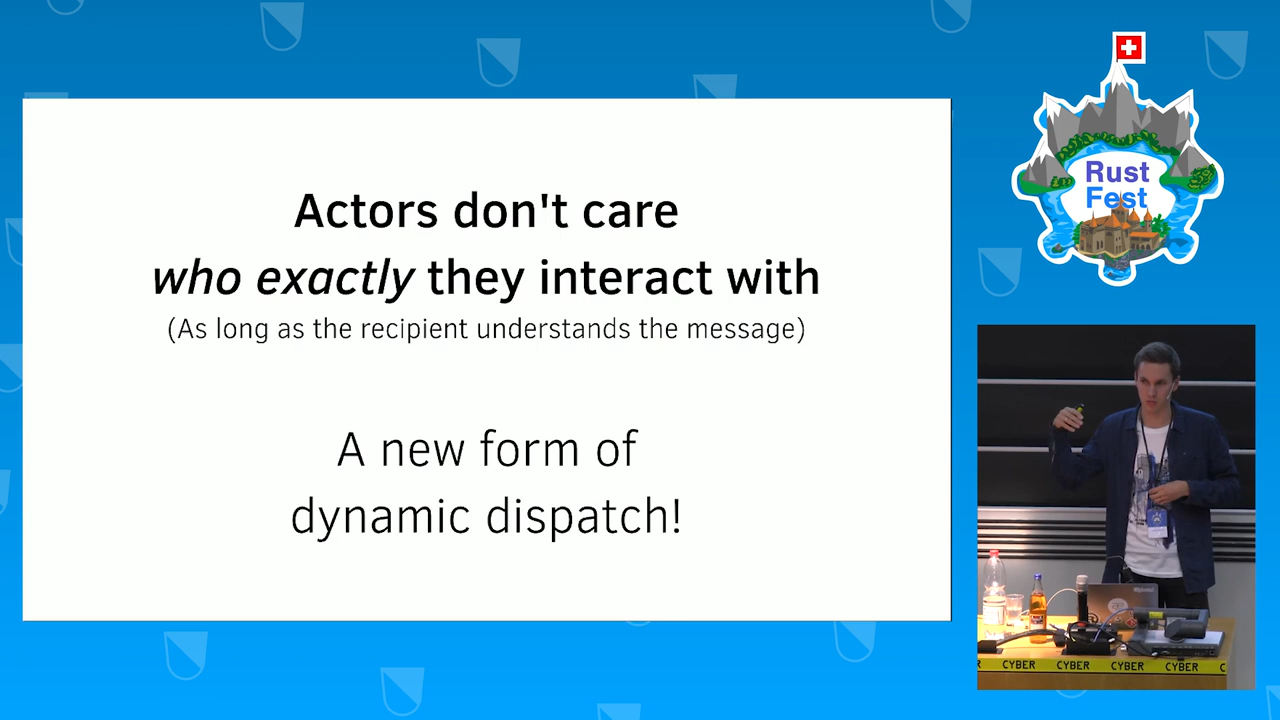 Actors don't care
who exactly they interact with
(As long as the recipient understands the message)
A new form of
dynamic dispatch!
Rust
Fest
CYBER
CYBER
CYBER
CYBER